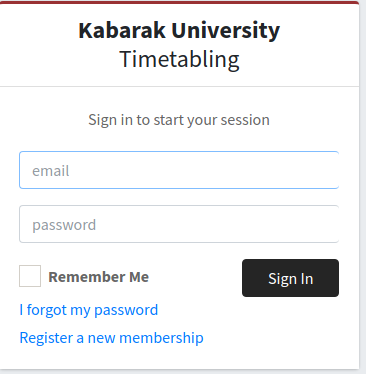 Kabarak University
Timetabling
Sign in to start your session
email
password
Remember Me
Sign In
I forgot my password
Register a new membership